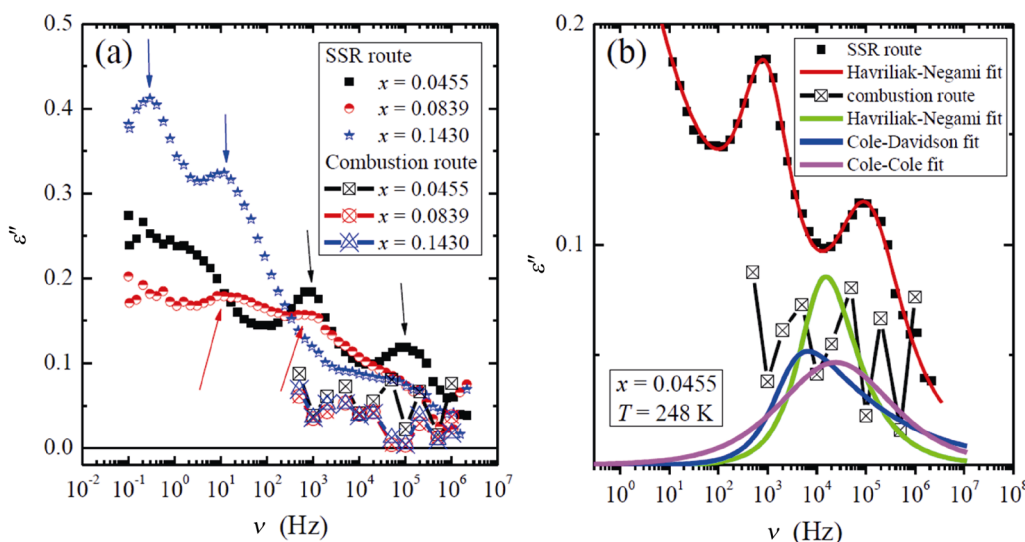 (a)
SSR route
x = 0.0455
x = 0.0839
x = 0.1430
Combustion route
x = 0.0455
x = 0.0839
x = 0.1430
0.5
0.4
0.3
0.2
0.1
0.0
ε″
10⁻² 10⁻¹ 10⁰ 10¹ 10² 10³ 10⁴ 10⁵ 10⁶ 10⁷
ν (Hz)
(b)
SSR route
Havriliak-Negami fit
combustion route
Havriliak-Negami fit
Cole-Davidson fit
Cole-Cole fit
0.2
0.1
ε″
x = 0.0455
T = 248 K
10⁰ 10¹ 10² 10³ 10⁴ 10⁵ 10⁶ 10⁷ 10⁸
ν (Hz)